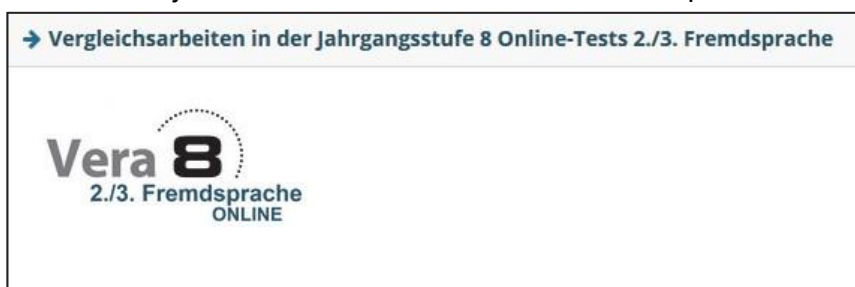 Vergleichsarbeiten in der Jahrgangsstufe 8 Online-Tests 2./3. Fremdsprache
Vera 8
2./3. Fremdsprache
ONLINE